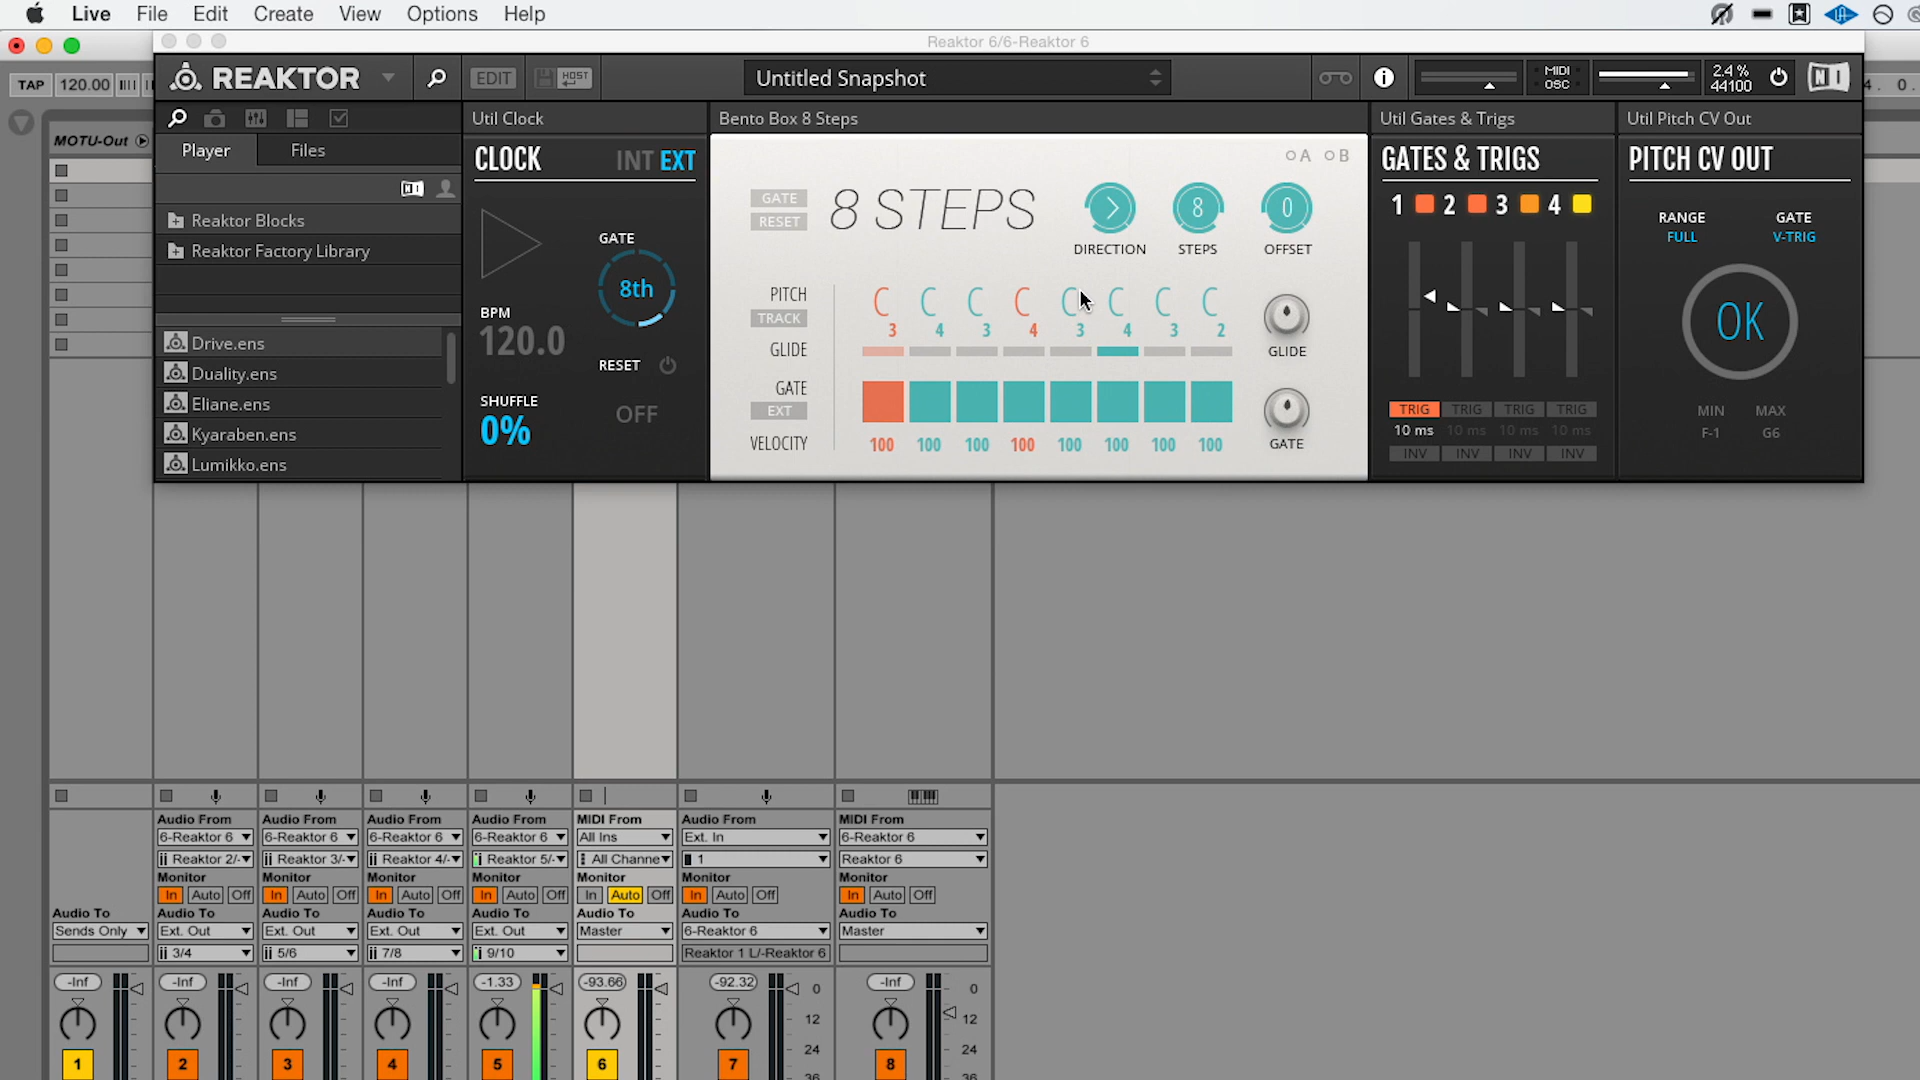 Live File Edit Create View Options Help
Reaktor 6/6-Reaktor 6
TAP 120.00
REAKTOR EDIT HOST Untitled Snapshot i MIDI OSC 2.4 % 44100 NI
4 . 0 .
MOTU-Out
Player Files
NI
Reaktor Blocks
Reaktor Factory Library
Drive.ens
Duality.ens
Eliane.ens
Kyaraben.ens
Lumikko.ens
Util Clock
CLOCK INT EXT
GATE
8th
BPM
120.0
RESET
SHUFFLE
0% OFF
Bento Box 8 Steps
A B
GATE
RESET
8 STEPS
8 0
DIRECTION STEPS OFFSET
PITCH C C C C C C C C
TRACK 3 4 3 4 3 4 3 2
GLIDE GLIDE
GATE
EXT
GATE
VELOCITY 100 100 100 100 100 100 100 100
Util Gates & Trigs
GATES & TRIGS
1 2 3 4
TRIG TRIG TRIG TRIG
10 ms 10 ms 10 ms 10 ms
INV INV INV INV
Util Pitch CV Out
PITCH CV OUT
RANGE GATE
FULL V-TRIG
OK
MIN MAX
F-1 G6
Audio From Audio From Audio From Audio From MIDI From Audio From MIDI From
6-Reaktor 6 6-Reaktor 6 6-Reaktor 6 6-Reaktor 6 All Ins Ext. In 6-Reaktor 6
Reaktor 2/- Reaktor 3/- Reaktor 4/- Reaktor 5/- All Channe 1 Reaktor 6
Monitor Monitor Monitor Monitor Monitor Monitor Monitor
In Auto Off In Auto Off In Auto Off In Auto Off In Auto Off In Auto Off In Auto Off
Audio To Audio To Audio To Audio To Audio To Audio To Audio To Audio To
Sends Only Ext. Out Ext. Out Ext. Out Ext. Out Master 6-Reaktor 6 Master
3/4 5/6 7/8 9/10 Reaktor 1 L/-Reaktor 6
-Inf -Inf -Inf -Inf -1.33 -93.66 -92.32 0 -Inf 0
12 12
24 24
1 2 3 4 5 6 7 36 8 36